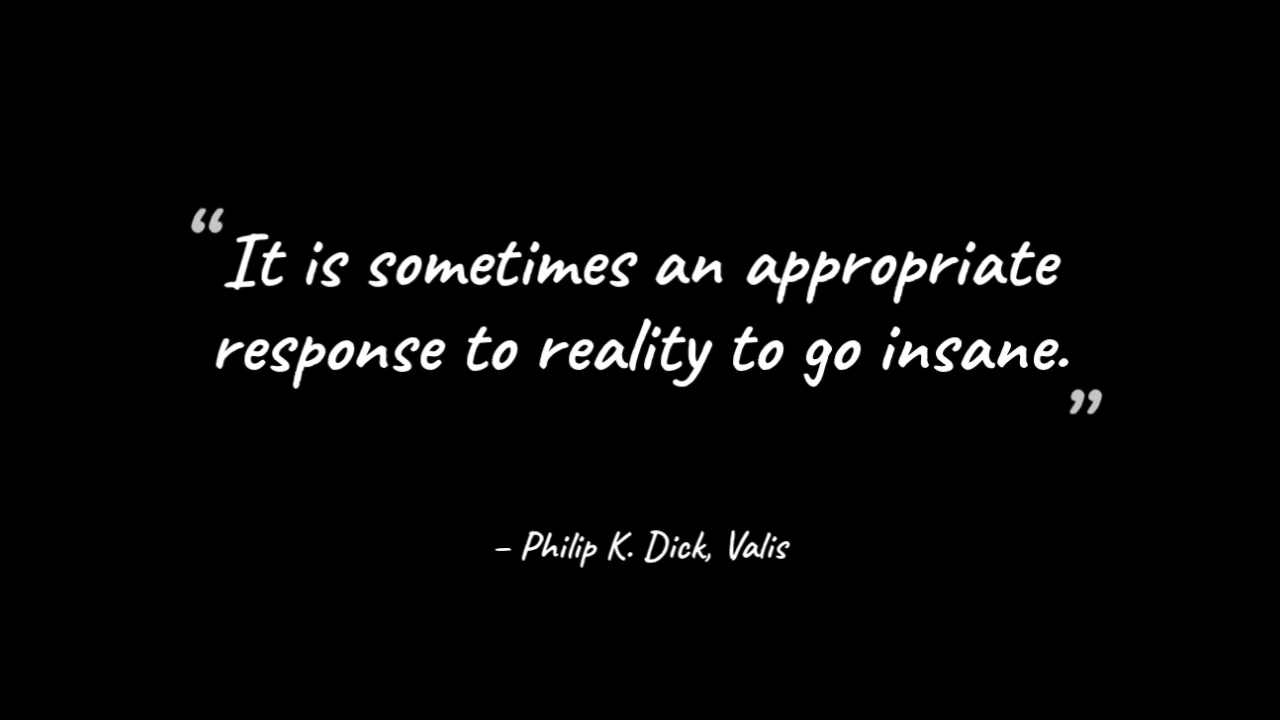 “It is sometimes an appropriate
response to reality to go insane.”
– Philip K. Dick, Valis